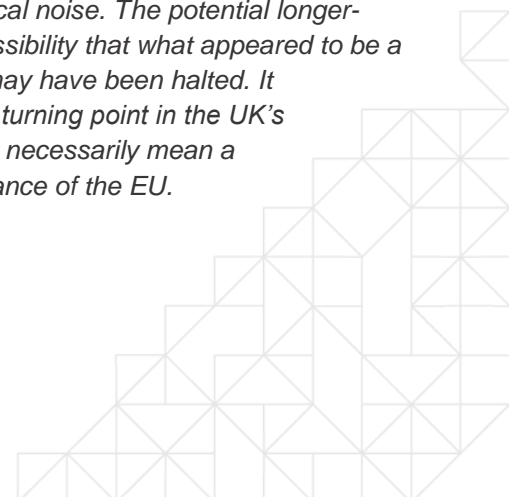 cal noise. The potential longer-
ssibility that what appeared to be a
may have been halted. It
turning point in the UK's
necessarily mean a
ance of the EU.